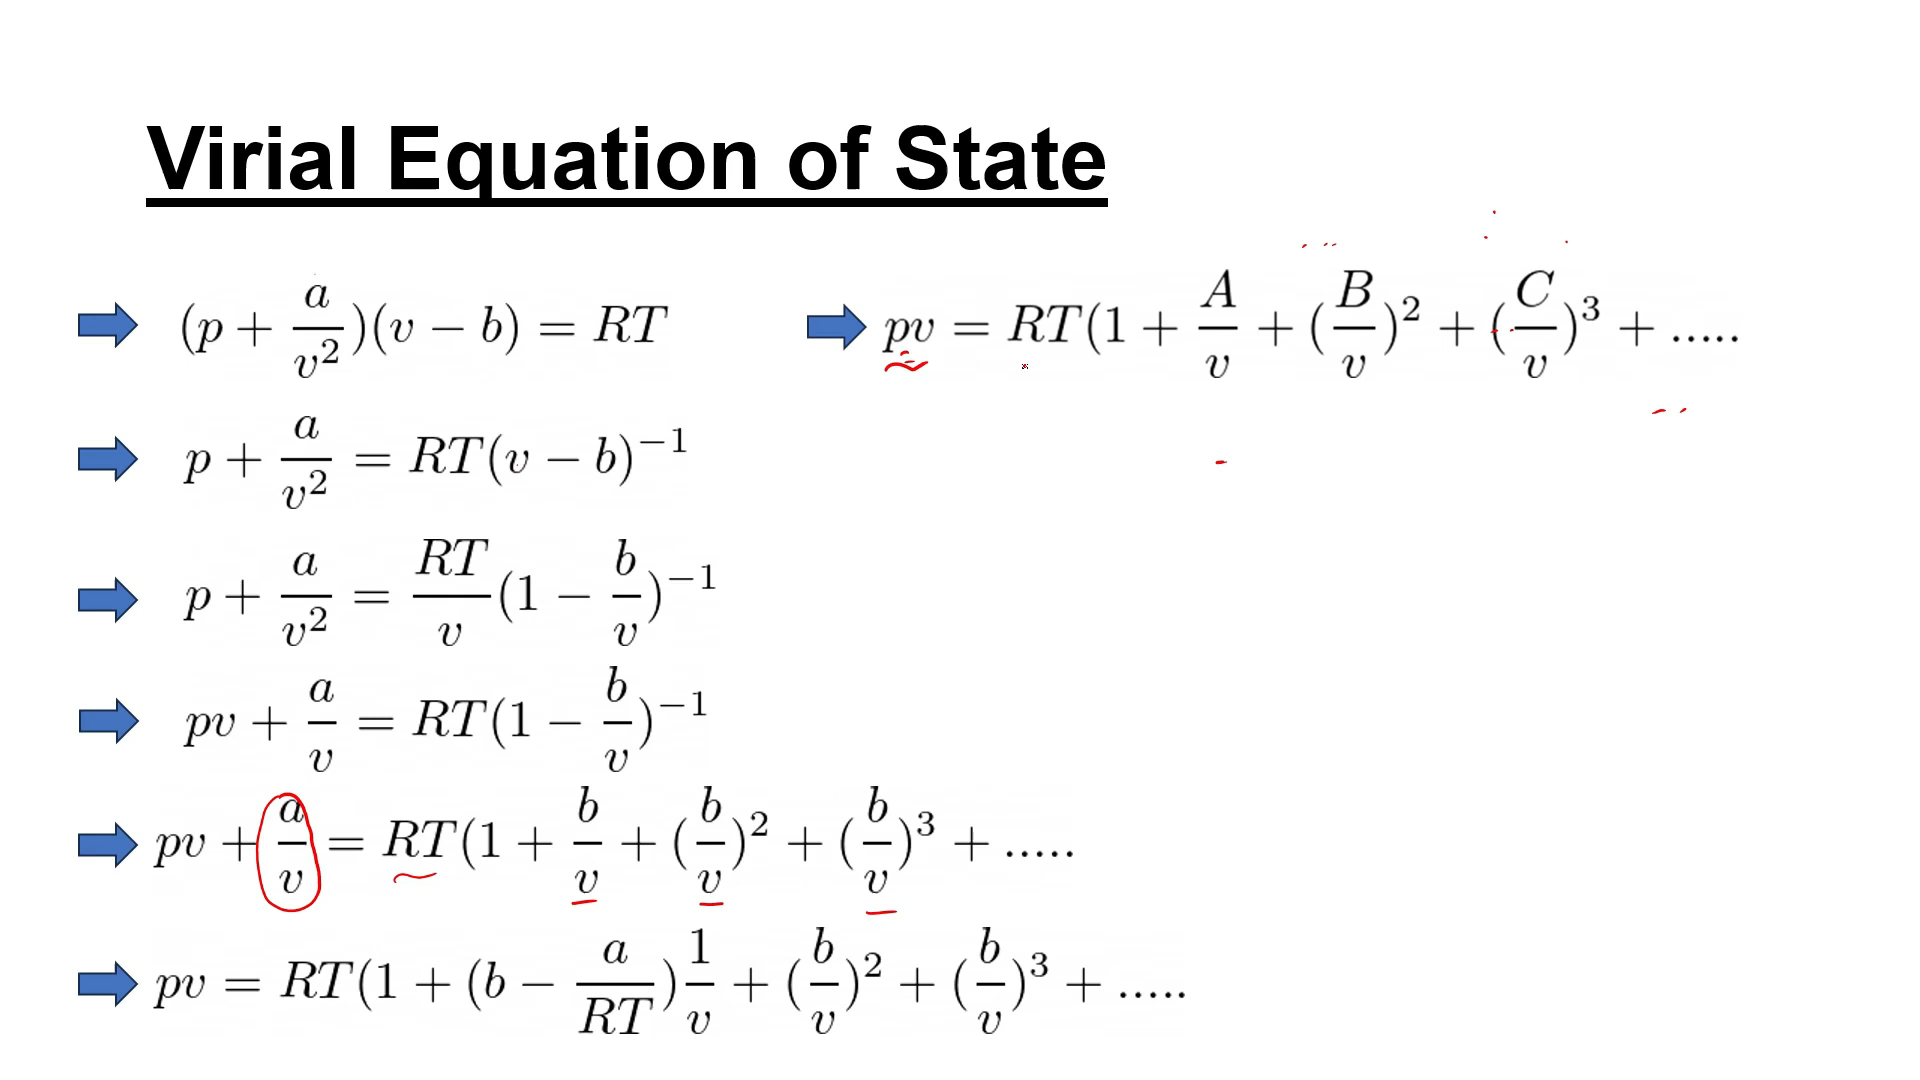 Virial Equation of State
(p + a/v²)(v − b) = RT
p + a/v² = RT(v − b)⁻¹
p + a/v² = RT/v (1 − b/v)⁻¹
pv + a/v = RT(1 − b/v)⁻¹
pv + a/v = RT(1 + b/v + (b/v)² + (b/v)³ + .....
pv = RT(1 + (b − a/RT)1/v + (b/v)² + (b/v)³ + .....
pv = RT(1 + A/v + (B/v)² + (C/v)³ + .....